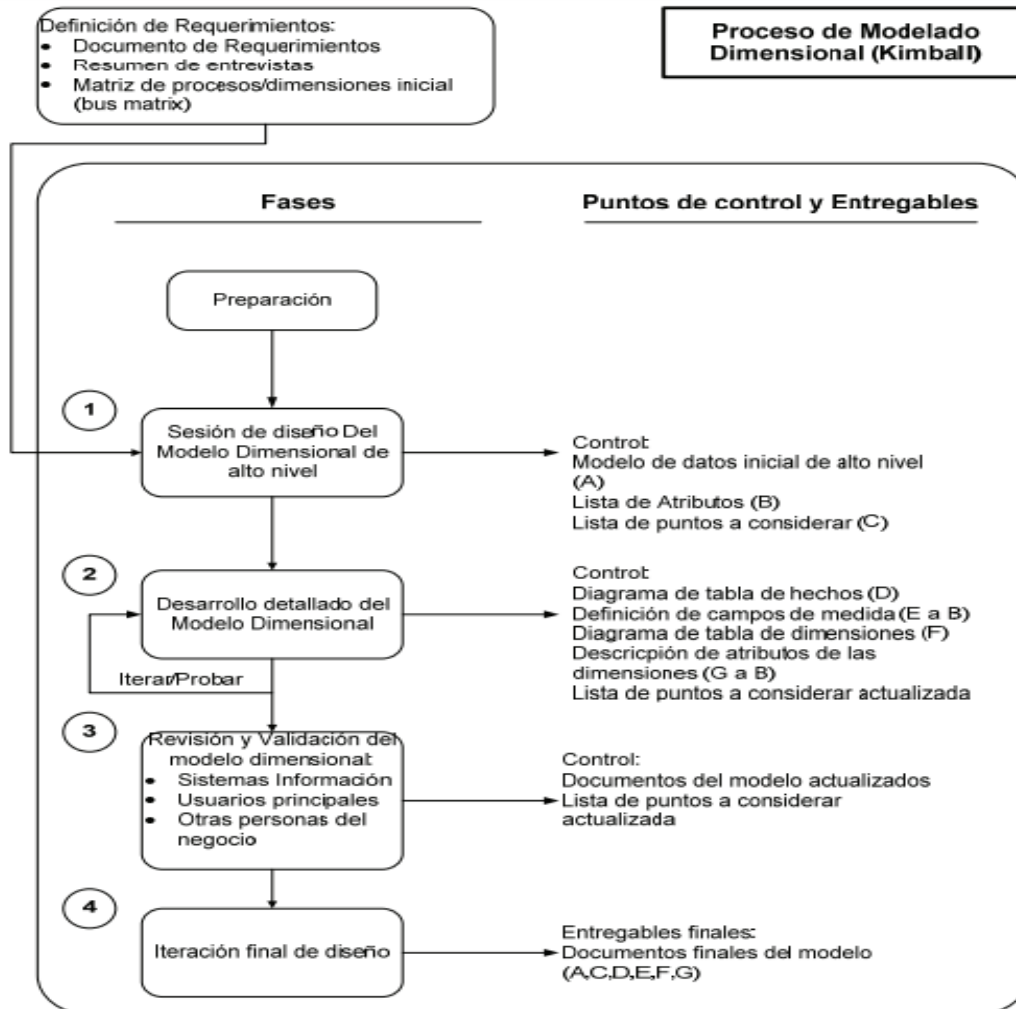 Definición de Requerimientos:
• Documento de Requerimientos
• Resumen de entrevistas
• Matriz de procesos/dimensiones inicial
(bus matrix)
Proceso de Modelado
Dimensional (Kimball)
Fases
Puntos de control y Entregables
Preparación
1
Sesión de diseño Del
Modelo Dimensional de
alto nivel
Control:
Modelo de datos inicial de alto nivel
(A)
Lista de Atributos (B)
Lista de puntos a considerar (C)
2
Desarrollo detallado del
Modelo Dimensional
Iterar/Probar
Control:
Diagrama de tabla de hechos (D)
Definición de campos de medida (E a B)
Diagrama de tabla de dimensiones (F)
Descricpión de atributos de las
dimensiones (G a B)
Lista de puntos a considerar actualizada
3
Revisión y Validación del
modelo dimensional:
• Sistemas Información
• Usuarios principales
• Otras personas del
negocio
Control:
Documentos del modelo actualizados
Lista de puntos a considerar
actualizada
4
Iteración final de diseño
Entregables finales:
Documentos finales del modelo
(A,C,D,E,F,G)